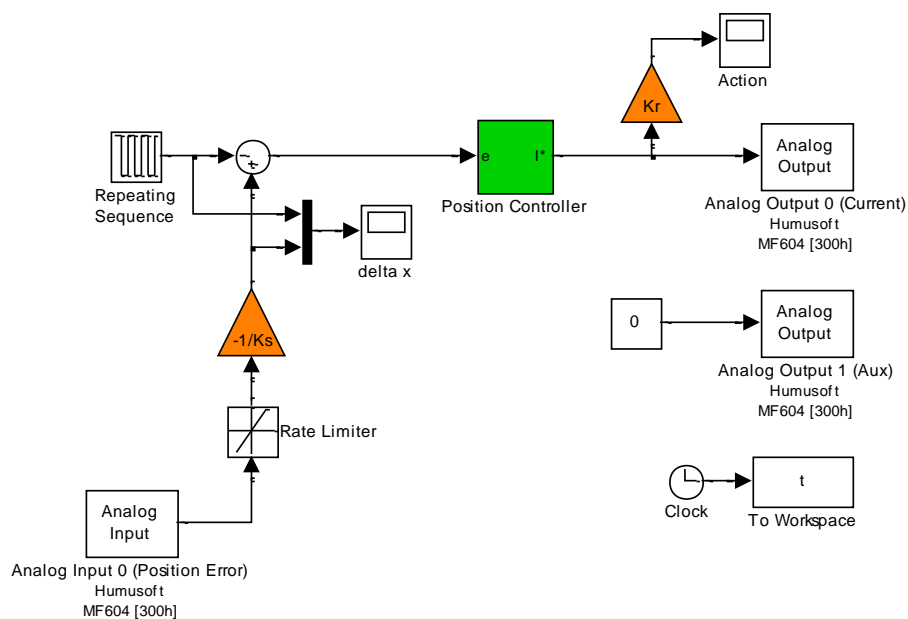 Action
Kr
Repeating
Sequence
-
+
e
I*
Position Controller
Analog
Output
Analog Output 0 (Current)
Humusoft
MF604 [300h]
delta x
-1/Ks
0
Analog
Output
Analog Output 1 (Aux)
Humusoft
MF604 [300h]
Rate Limiter
t
Clock
To Workspace
Analog
Input
Analog Input 0 (Position Error)
Humusoft
MF604 [300h]